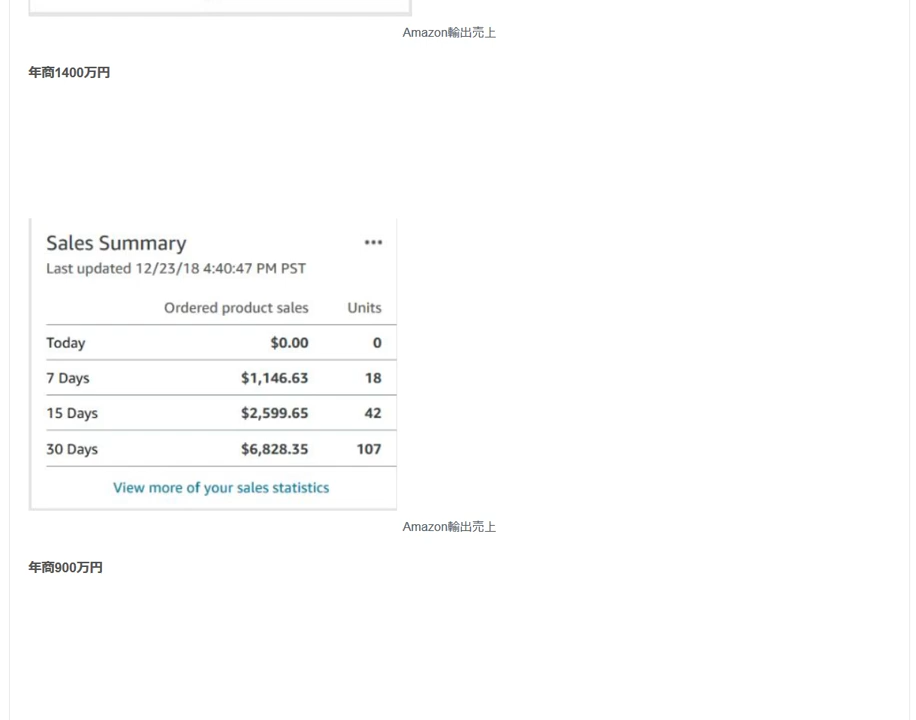 Amazon輸出売上
年商1400万円
Sales Summary
Last updated 12/23/18 4:40:47 PM PST
Ordered product sales Units
Today $0.00 0
7 Days $1,146.63 18
15 Days $2,599.65 42
30 Days $6,828.35 107
View more of your sales statistics
Amazon輸出売上
年商900万円